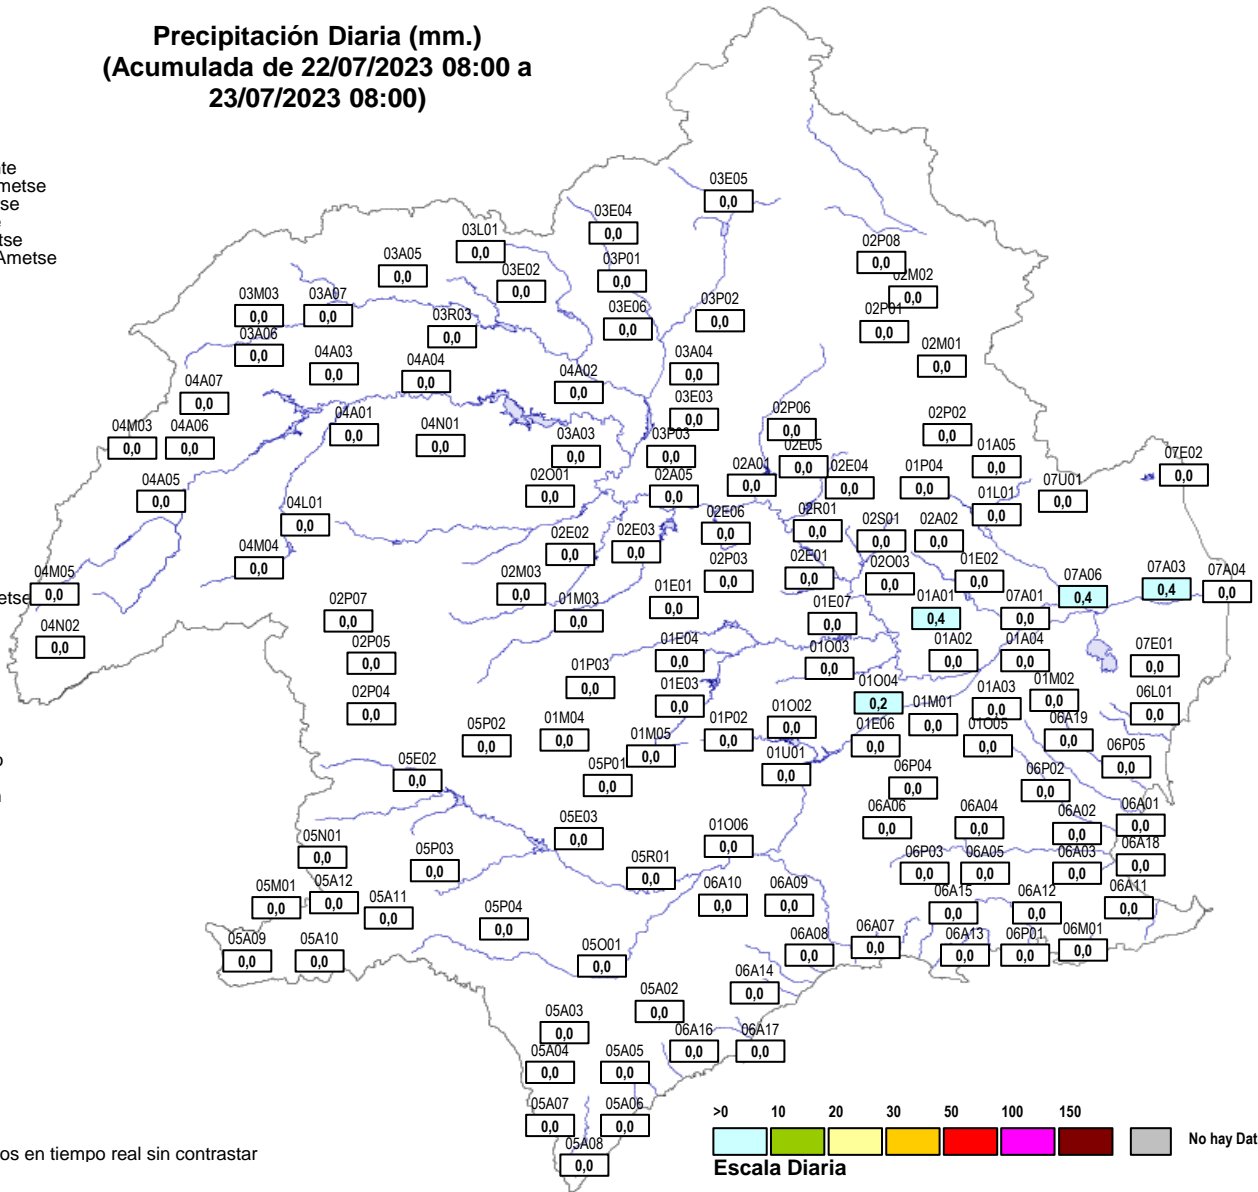 Precipitación Diaria (mm.)
(Acumulada de 22/07/2023 08:00 a
23/07/2023 08:00)
03E05
0,0
03E04
0,0
03L01
0,0
02P08
0,0
03A05
0,0
03P01
0,0
03E02
0,0
02M02
0,0
03M03
0,0
03A07
0,0
03P02
0,0
03E06
0,0
02P01
0,0
03R03
0,0
03A06
0,0
04A03
0,0
04A04
0,0
03A04
0,0
02M01
0,0
04A02
0,0
04A07
0,0
03E03
0,0
02P06
0,0
04A01
0,0
02P02
0,0
04M03
0,0
04A06
0,0
04N01
0,0
03A03
0,0
03P03
0,0
02E05
0,0
01A05
0,0
07E02
0,0
02A01
0,0
02E04
0,0
01P04
0,0
04A05
0,0
02O01
0,0
02A05
0,0
07U01
0,0
01L01
0,0
04L01
0,0
02E06
0,0
02R01
0,0
02S01
0,0
02A02
0,0
02E02
0,0
02E03
0,0
04M04
0,0
02P03
0,0
02E01
0,0
02O03
0,0
01E02
0,0
04M05
0,0
02M03
0,0
07A06
0,4
07A03
0,4
07A04
0,0
01E01
0,0
01M03
0,0
02P07
0,0
01E07
0,0
01A01
0,4
07A01
0,0
04N02
0,0
02P05
0,0
01E04
0,0
01O03
0,0
01A02
0,0
01A04
0,0
07E01
0,0
01P03
0,0
01E03
0,0
01O04
0,2
01A03
0,0
01M02
0,0
02P04
0,0
06L01
0,0
01O02
0,0
01M01
0,0
05P02
0,0
01M04
0,0
01P02
0,0
01E06
0,0
01O05
0,0
06A19
0,0
01M05
0,0
06P05
0,0
05E02
0,0
05P01
0,0
01U01
0,0
06P04
0,0
06P02
0,0
06A06
0,0
06A04
0,0
06A02
0,0
06A01
0,0
05E03
0,0
01O06
0,0
05N01
0,0
05P03
0,0
05R01
0,0
06P03
0,0
06A05
0,0
06A03
0,0
06A18
0,0
05M01
0,0
05A12
0,0
05A11
0,0
06A10
0,0
06A09
0,0
06A15
0,0
06A12
0,0
06A11
0,0
05P04
0,0
05A09
0,0
05A10
0,0
05O01
0,0
06A08
0,0
06A07
0,0
06A13
0,0
06P01
0,0
06M01
0,0
06A14
0,0
05A02
0,0
05A03
0,0
06A16
0,0
06A17
0,0
05A04
0,0
05A05
0,0
05A07
0,0
05A06
0,0
05A08
0,0
>0 10 20 30 50 100 150
No hay Dat
Escala Diaria
os en tiempo real sin contrastar